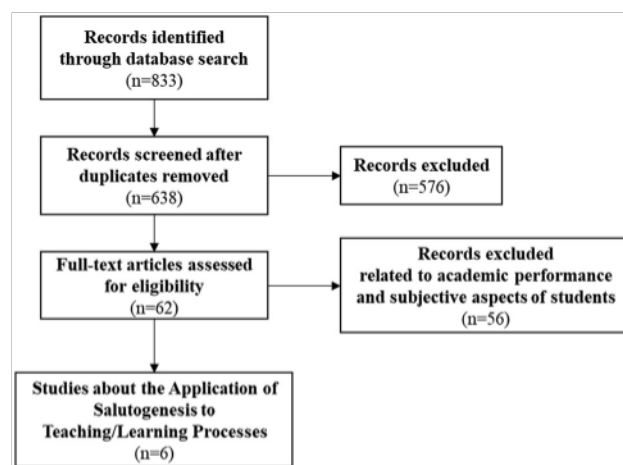 Records identified
through database search
(n=833)
Records screened after
duplicates removed
(n=638)
Records excluded
(n=576)
Full-text articles assessed
for eligibility
(n=62)
Records excluded
related to academic performance
and subjective aspects of students
(n=56)
Studies about the Application of
Salutogenesis to
Teaching/Learning Processes
(n=6)